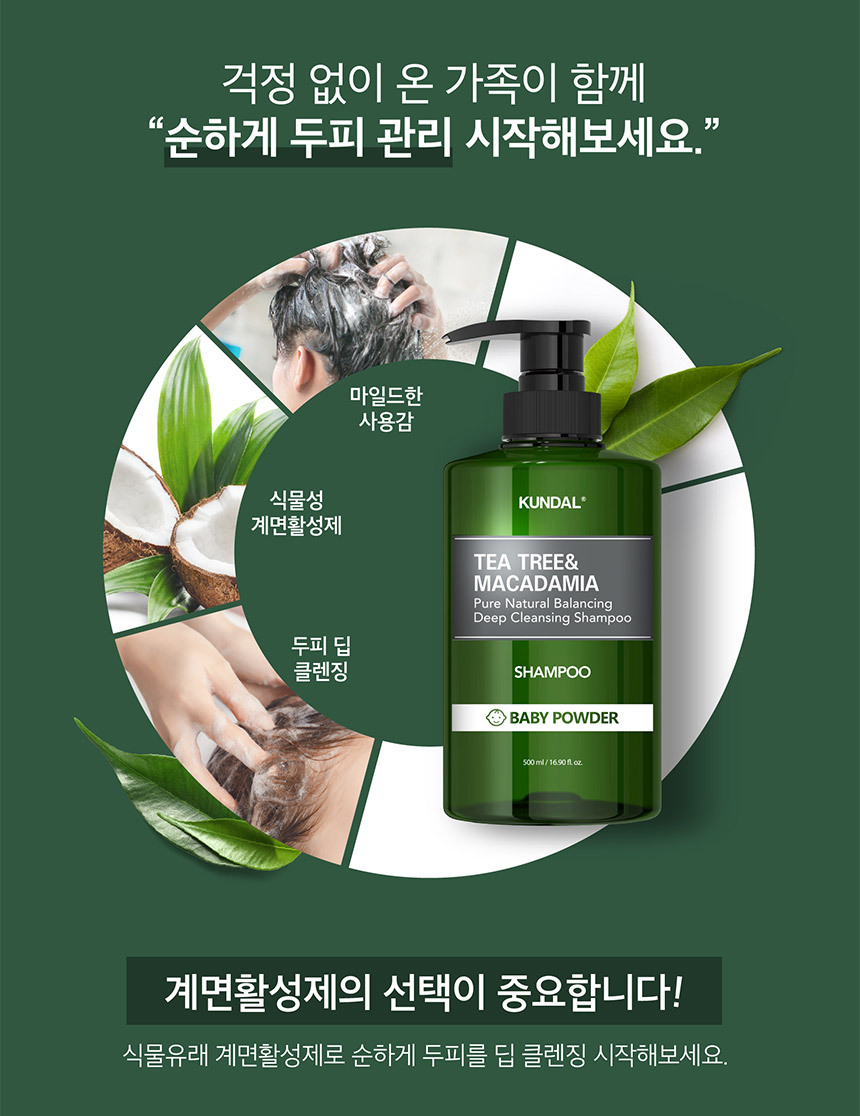 걱정 없이 온 가족이 함께
“순하게 두피 관리 시작해보세요.”
마일드한
사용감
식물성
계면활성제
두피 딥
클렌징
KUNDAL®
TEA TREE&
MACADAMIA
Pure Natural Balancing
Deep Cleansing Shampoo
SHAMPOO
BABY POWDER
500 ml / 16.90 fl. oz.
계면활성제의 선택이 중요합니다!
식물유래 계면활성제로 순하게 두피를 딥 클렌징 시작해보세요.